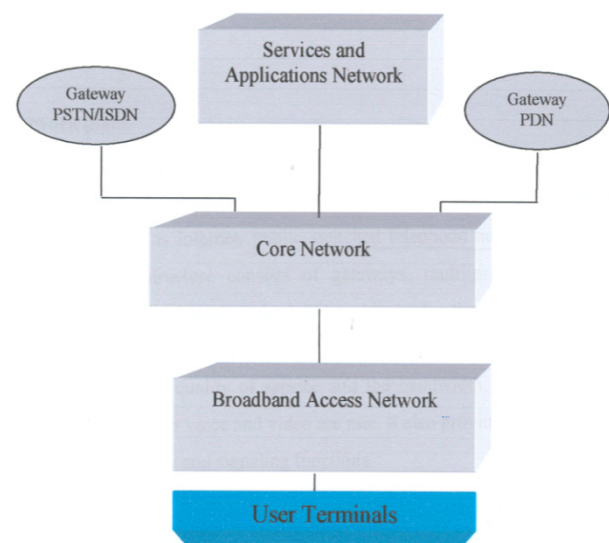 Services and
Applications Network
Gateway
PSTN/ISDN
Gateway
PDN
Core Network
Broadband Access Network
User Terminals